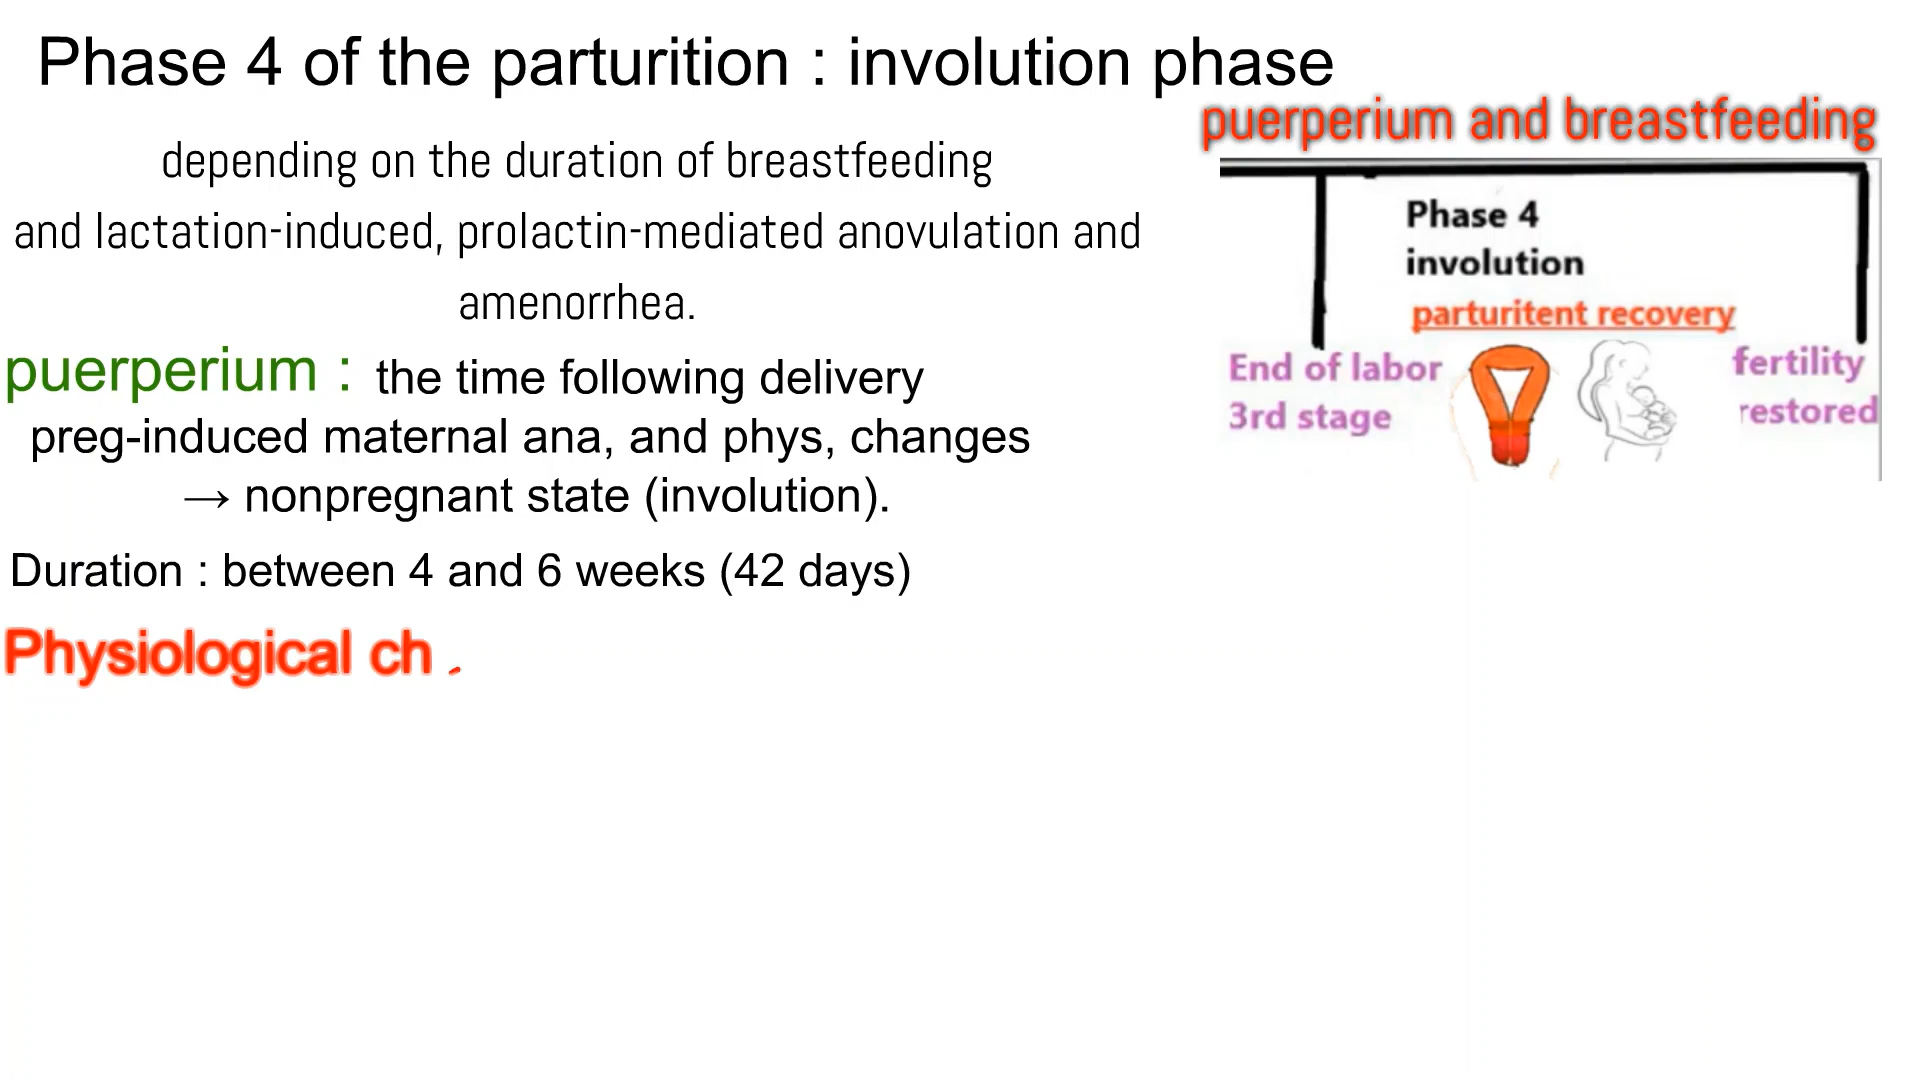 Phase 4 of the parturition : involution phase
puerperium and breastfeeding
depending on the duration of breastfeeding
and lactation-induced, prolactin-mediated anovulation and
amenorrhea.
puerperium : the time following delivery
preg-induced maternal ana, and phys, changes
→ nonpregnant state (involution).
Duration : between 4 and 6 weeks (42 days)
Physiological ch
Phase 4
involution
parturitent recovery
End of labor
3rd stage
fertility
restored